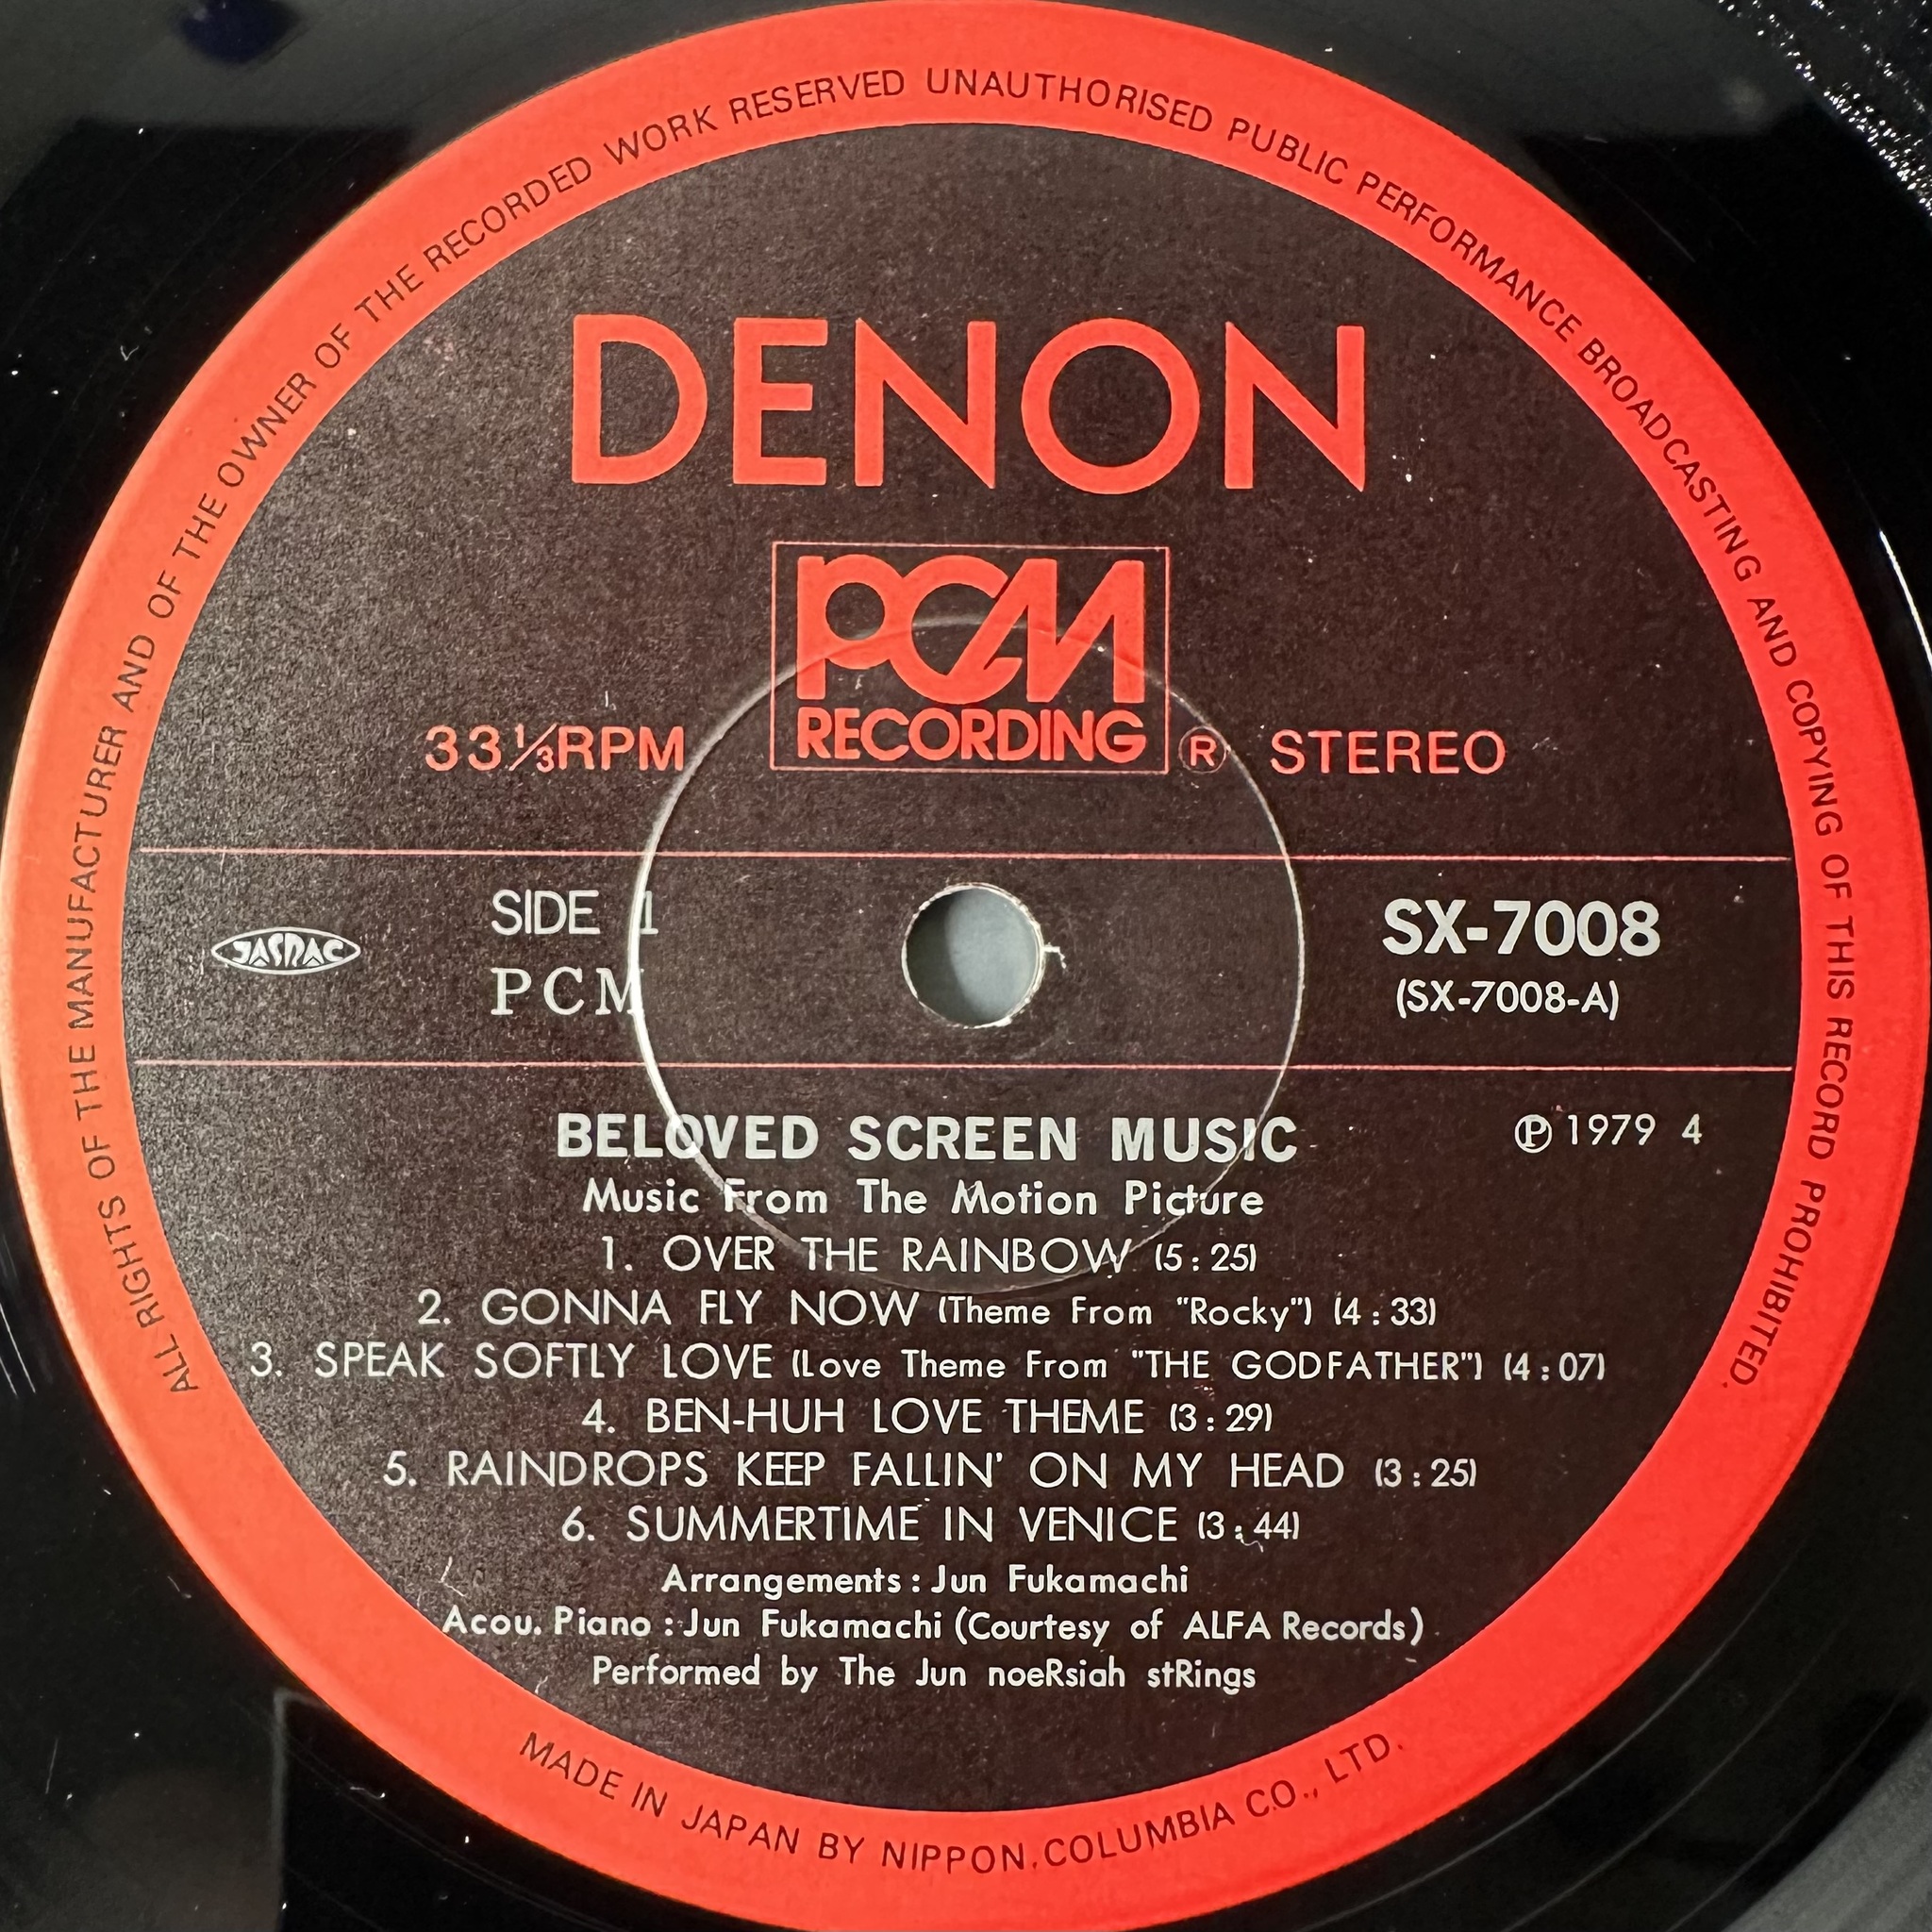 ALL RIGHTS OF THE MANUFACTURER AND OF THE OWNER OF THE RECORDED WORK RESERVED UNAUTHORISED PUBLIC PERFORMANCE BROADCASTING AND COPYING OF THIS RECORD PROHIBITED.
DENON
PCM
RECORDING
33⅓RPM
® STEREO
JASRAC
SIDE 1
PCM
SX-7008
(SX-7008-A)
BELOVED SCREEN MUSIC
℗ 1979 4
Music From The Motion Picture
1. OVER THE RAINBOW (5:25)
2. GONNA FLY NOW (Theme From "Rocky") (4:33)
3. SPEAK SOFTLY LOVE (Love Theme From "THE GODFATHER") (4:07)
4. BEN-HUH LOVE THEME (3:29)
5. RAINDROPS KEEP FALLIN' ON MY HEAD (3:25)
6. SUMMERTIME IN VENICE (3:44)
Arrangements : Jun Fukamachi
Acou. Piano : Jun Fukamachi (Courtesy of ALFA Records)
Performed by The Jun noeRsiah stRings
MADE IN JAPAN BY NIPPON COLUMBIA CO., LTD.